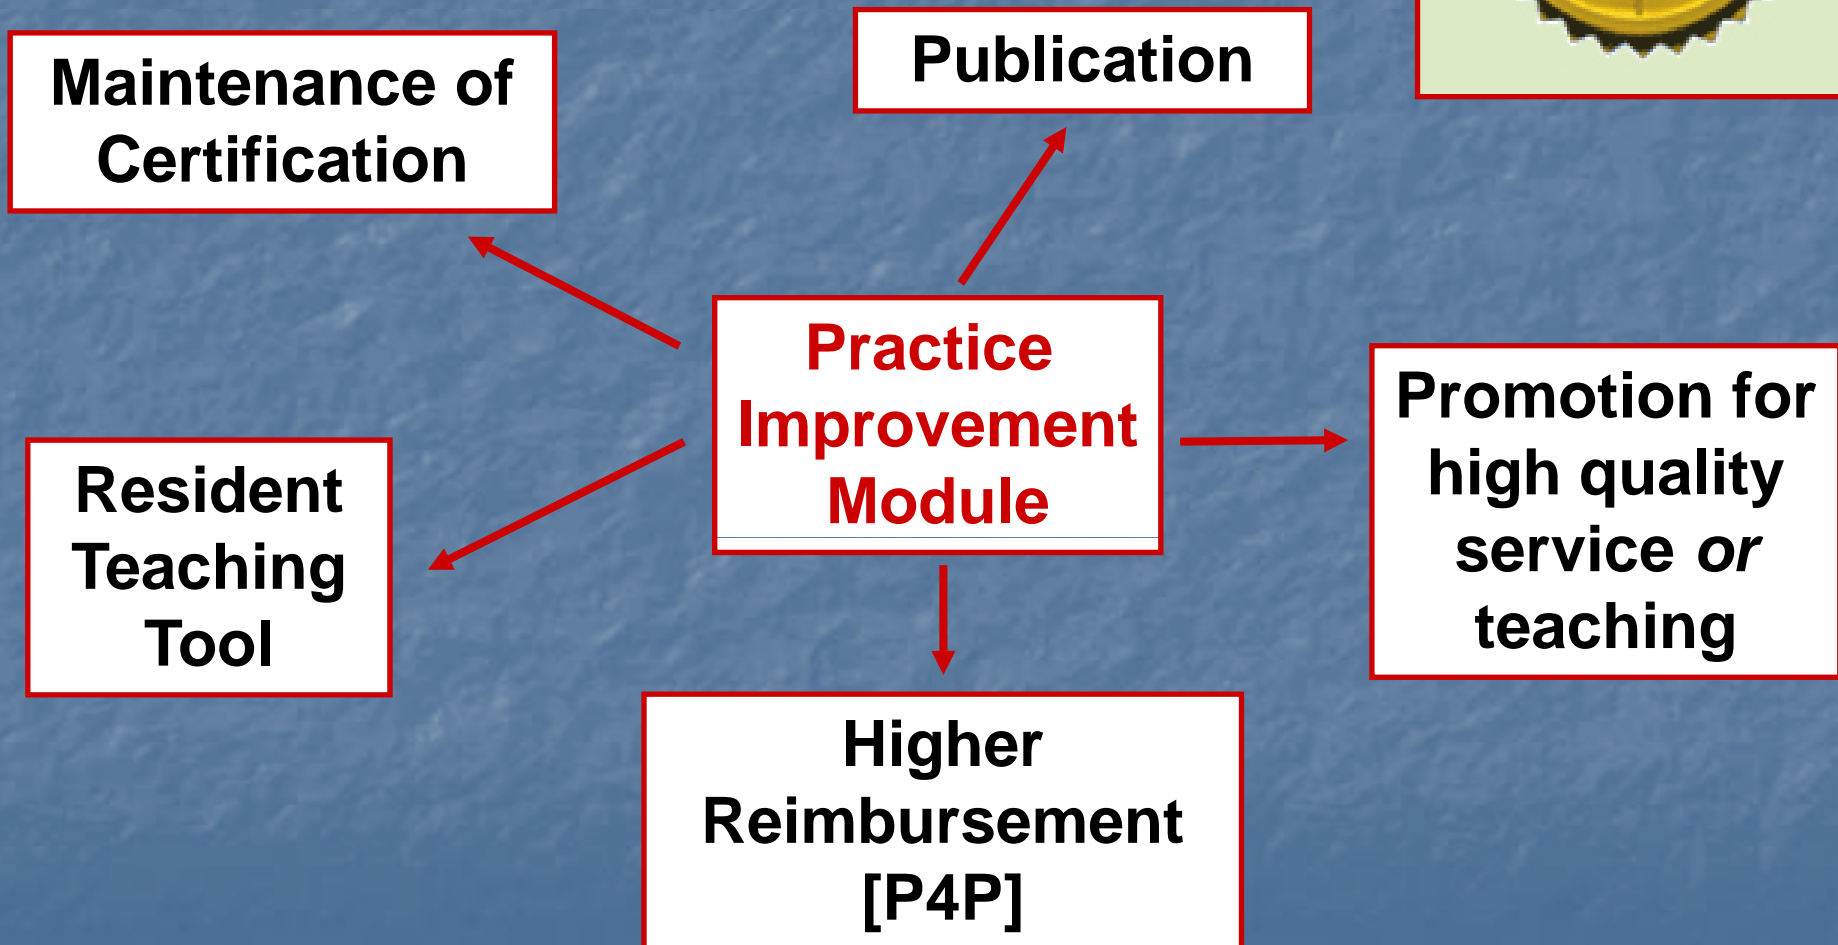 Publication
Maintenance of
Certification
Practice
Improvement
Module
Promotion for
high quality
service or
teaching
Resident
Teaching
Tool
Higher
Reimbursement
[P4P]